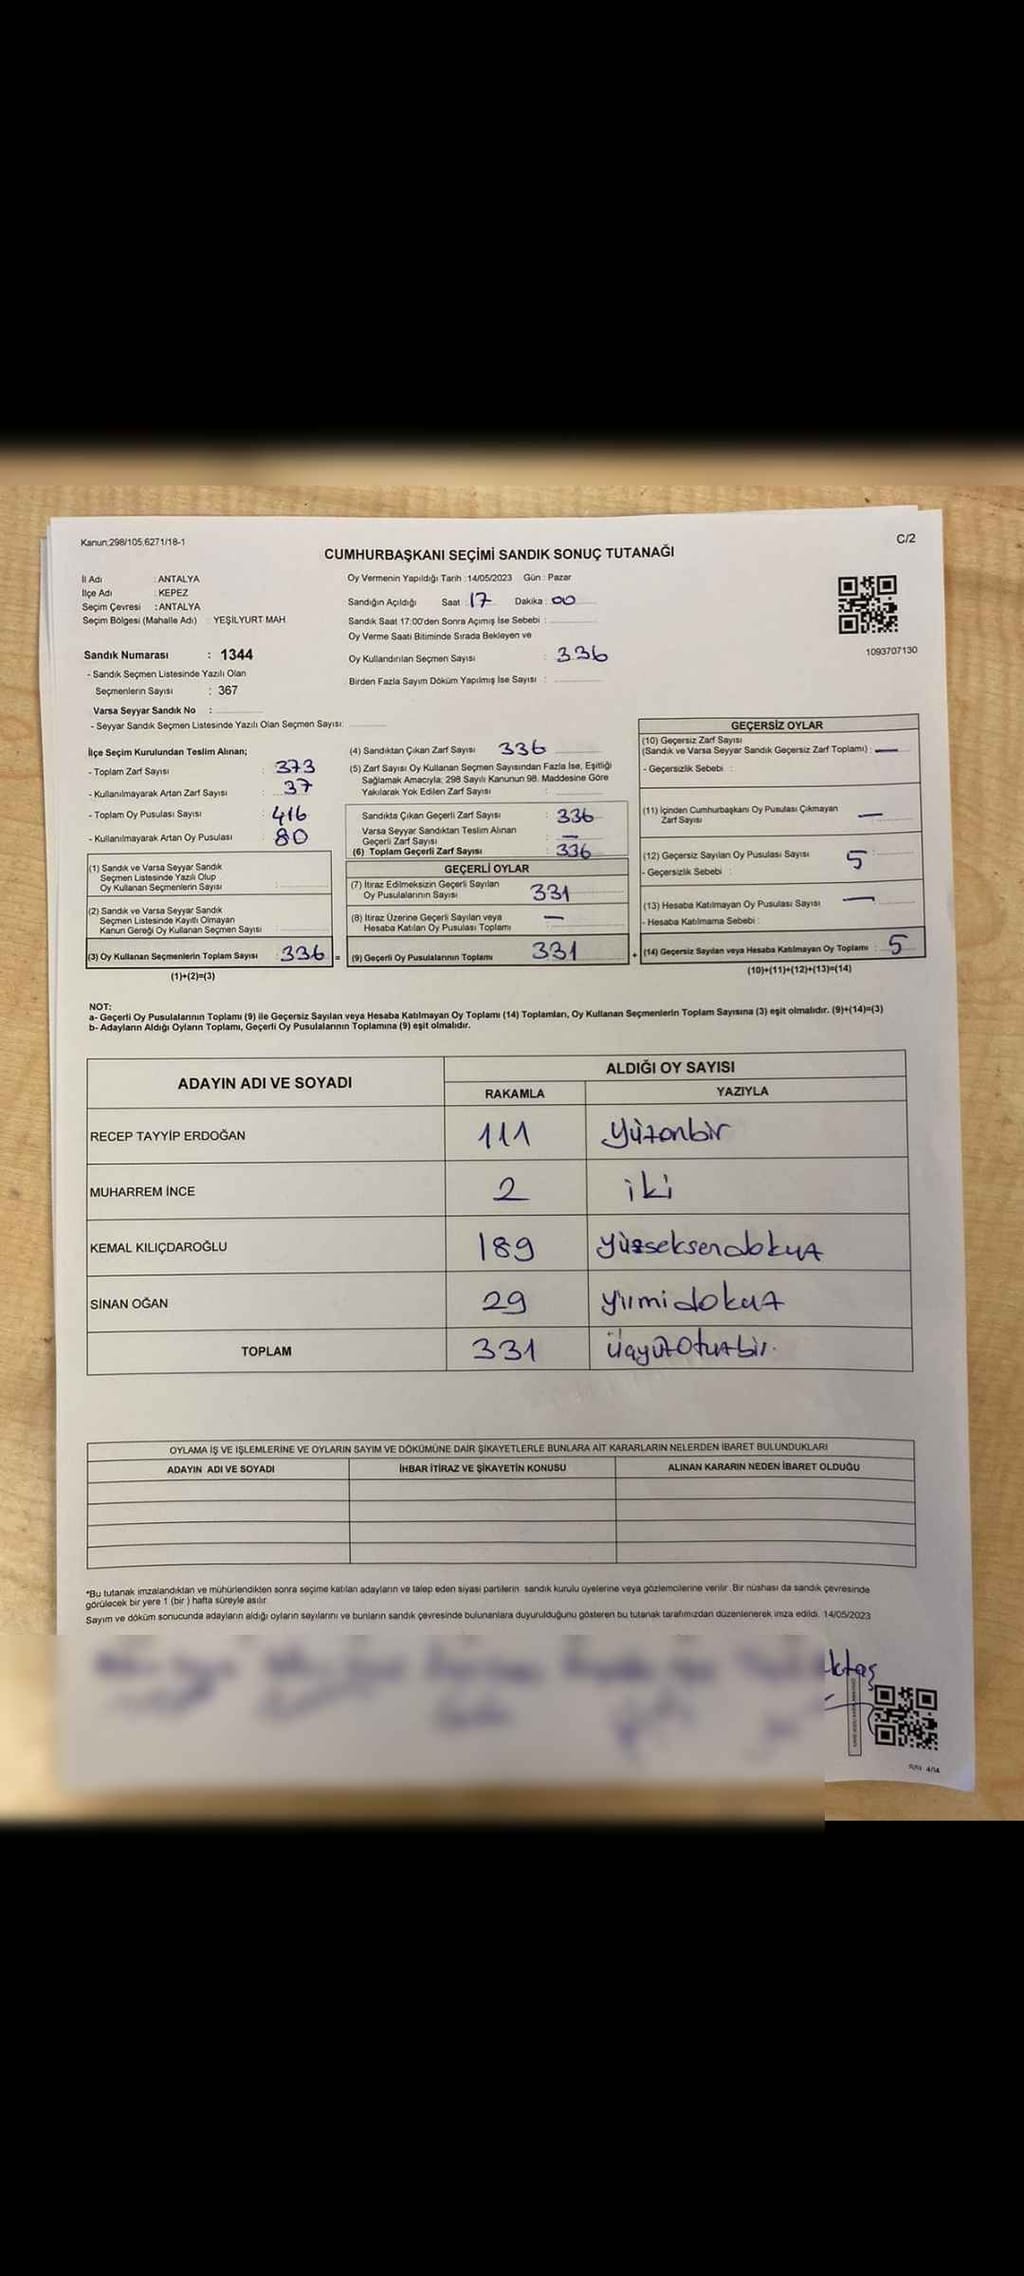 Kanun:298/105,6271/18-1
C/2
CUMHURBAŞKANI SEÇİMİ SANDIK SONUÇ TUTANAĞI
İl Adı : ANTALYA
İlçe Adı : KEPEZ
Seçim Çevresi : ANTALYA
Seçim Bölgesi (Mahalle Adı) : YEŞİLYURT MAH
Sandık Numarası : 1344
- Sandık Seçmen Listesinde Yazılı Olan
Seçmenlerin Sayısı : 367
Varsa Seyyar Sandık No :
- Seyyar Sandık Seçmen Listesinde Yazılı Olan Seçmen Sayısı:
Oy Vermenin Yapıldığı Tarih : 14/05/2023 Gün : Pazar
Sandığın Açıldığı Saat : 17 Dakika : 00
Sandık Saat 17:00'den Sonra Açımış İse Sebebi :
Oy Verme Saati Bitiminde Sırada Bekleyen ve
Oy Kullandırılan Seçmen Sayısı : 336
Birden Fazla Sayım Döküm Yapılmış İse Sayısı :
1093707130
İlçe Seçim Kurulundan Teslim Alınan;
- Toplam Zarf Sayısı : 373
- Kullanılmayarak Artan Zarf Sayısı : 37
- Toplam Oy Pusulası Sayısı : 416
- Kullanılmayarak Artan Oy Pusulası : 80
(1) Sandık ve Varsa Seyyar Sandık
Seçmen Listesinde Yazılı Olup
Oy Kullanan Seçmenlerin Sayısı :
(2) Sandık ve Varsa Seyyar Sandık
Seçmen Listesinde Kayıtlı Olmayan
Kanun Gereği Oy Kullanan Seçmen Sayısı :
(3) Oy Kullanan Seçmenlerin Toplam Sayısı : 336 =
(1)+(2)=(3)
(4) Sandıktan Çıkan Zarf Sayısı : 336
(5) Zarf Sayısı Oy Kullanan Seçmen Sayısından Fazla İse, Eşitliği
Sağlamak Amacıyla; 298 Sayılı Kanunun 98. Maddesine Göre
Yakılarak Yok Edilen Zarf Sayısı :
Sandıkta Çıkan Geçerli Zarf Sayısı : 336
Varsa Seyyar Sandıktan Teslim Alınan
Geçerli Zarf Sayısı : —
(6) Toplam Geçerli Zarf Sayısı : 336
GEÇERLİ OYLAR
(7) İtiraz Edilmeksizin Geçerli Sayılan
Oy Pusulalarının Sayısı : 331
(8) İtiraz Üzerine Geçerli Sayılan veya
Hesaba Katılan Oy Pusulası Toplamı : —
(9) Geçerli Oy Pusulalarının Toplamı : 331 +
GEÇERSİZ OYLAR
(10) Geçersiz Zarf Sayısı
(Sandık ve Varsa Seyyar Sandık Geçersiz Zarf Toplamı) : —
- Geçersizlik Sebebi :
(11) İçinden Cumhurbaşkanı Oy Pusulası Çıkmayan
Zarf Sayısı : —
(12) Geçersiz Sayılan Oy Pusulası Sayısı : 5
- Geçersizlik Sebebi :
(13) Hesaba Katılmayan Oy Pusulası Sayısı : —
- Hesaba Katılmama Sebebi :
(14) Geçersiz Sayılan veya Hesaba Katılmayan Oy Toplamı : 5
(10)+(11)+(12)+(13)=(14)
NOT:
a- Geçerli Oy Pusulalarının Toplamı (9) ile Geçersiz Sayılan veya Hesaba Katılmayan Oy Toplamı (14) Toplamları, Oy Kullanan Seçmenlerin Toplam Sayısına (3) eşit olmalıdır. (9)+(14)=(3)
b- Adayların Aldığı Oyların Toplamı, Geçerli Oy Pusulalarının Toplamına (9) eşit olmalıdır.
ADAYIN ADI VE SOYADI
ALDIĞI OY SAYISI
RAKAMLA YAZIYLA
RECEP TAYYİP ERDOĞAN 111 yüzonbir
MUHARREM İNCE 2 iki
KEMAL KILIÇDAROĞLU 189 yüzseksendokuz
SİNAN OĞAN 29 yirmidokuz
TOPLAM 331 üçyüzotuzbir.
OYLAMA İŞ VE İŞLEMLERİNE VE OYLARIN SAYIM VE DÖKÜMÜNE DAİR ŞİKAYETLERLE BUNLARA AİT KARARLARIN NELERDEN İBARET BULUNDUKLARI
ADAYIN ADI VE SOYADI İHBAR İTİRAZ VE ŞİKAYETİN KONUSU ALINAN KARARIN NEDEN İBARET OLDUĞU
*Bu tutanak imzalandıktan ve mühürlendikten sonra seçime katılan adayların ve talep eden siyasi partilerin sandık kurulu üyelerine veya gözlemcilerine verilir. Bir nüshası da sandık çevresinde
görülecek bir yere 1 (bir ) hafta süreyle asılır.
Sayım ve döküm sonucunda adayların aldığı oyların sayılarını ve bunların sandık çevresinde bulunanlara duyurulduğunu gösteren bu tutanak tarafımızdan düzenlenerek imza edildi. 14/05/2023
ktaş